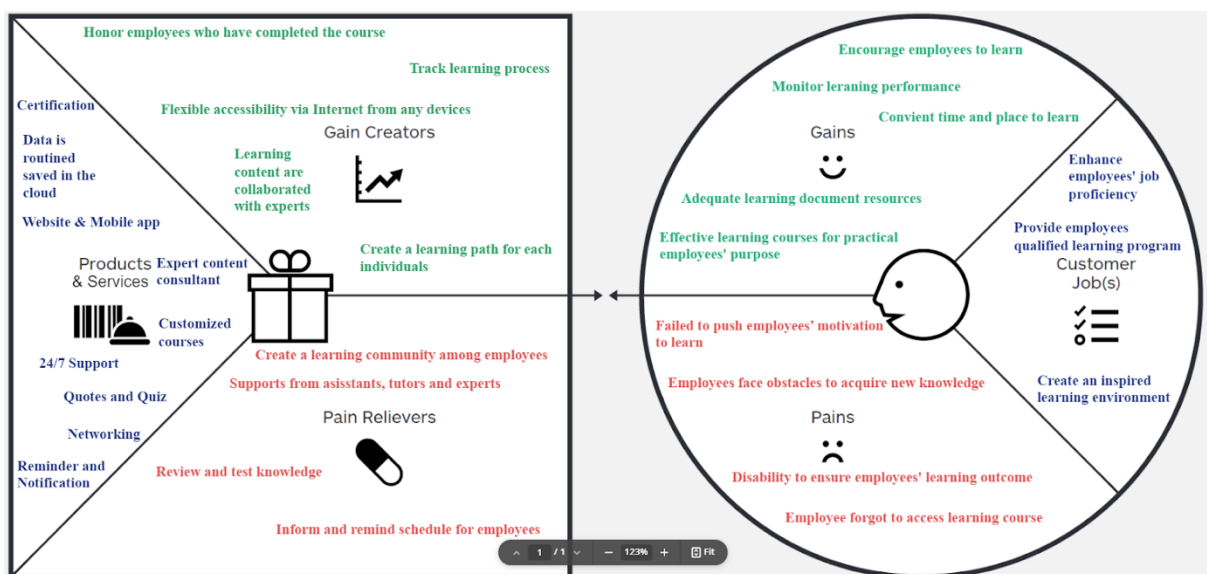 Honor employees who have completed the course
Track learning process
Flexible accessibility via Internet from any devices
Gain Creators
Learning
content are
collaborated
with experts
Create a learning path for each
individuals
Certification
Data is
routined
saved in the
cloud
Website & Mobile app
Products
& Services
Expert content
consultant
Customized
courses
24/7 Support
Quotes and Quiz
Networking
Reminder and
Notification
Create a learning community among employees
Supports from asisstants, tutors and experts
Pain Relievers
Review and test knowledge
Inform and remind schedule for employees
Encourage employees to learn
Monitor leraning performance
Convient time and place to learn
Gains
Adequate learning document resources
Effective learning courses for practical
employees' purpose
Enhance
employees' job
proficiency
Provide employees
qualified learning program
Customer
Job(s)
Create an inspired
learning environment
Failed to push employees’ motivation
to learn
Employees face obstacles to acquire new knowledge
Pains
Disability to ensure employees' learning outcome
Employee forgot to access learning course
1 / 1 123% Fit